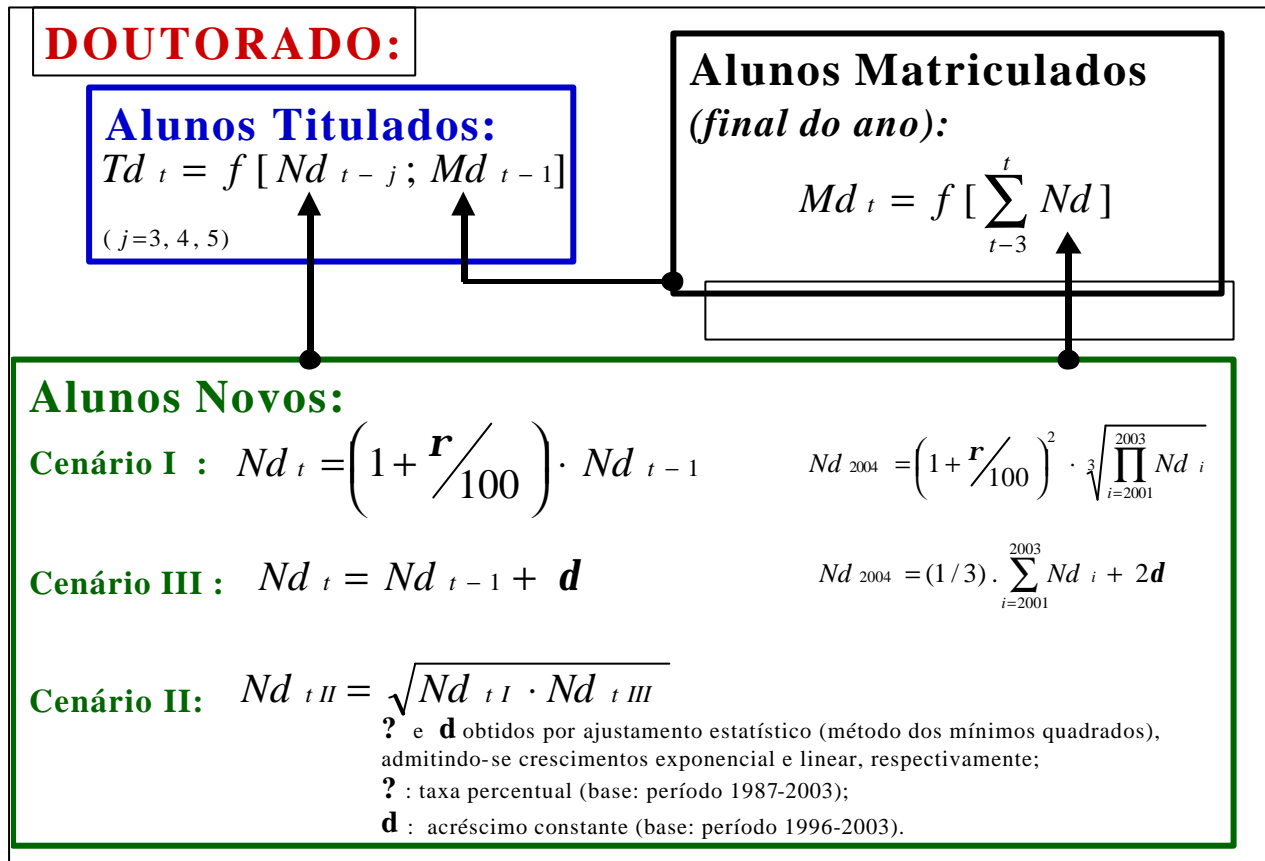 DOUTORADO:
Alunos Titulados:
Td t = f [ Nd t − j ; Md t − 1]
( j=3, 4, 5)
Alunos Matriculados
(final do ano):
Md t = f [ ∑ t t−3 Nd ]
Alunos Novos:
Cenário I : Nd t = ( 1 + r/100 ) · Nd t − 1
Nd 2004 = ( 1 + r/100 )² · ³√ ∏ 2003 i=2001 Nd i
Cenário III : Nd t = Nd t − 1 + d
Nd 2004 = (1 / 3) . ∑ 2003 i=2001 Nd i + 2d
Cenário II: Nd t II = √ Nd t I · Nd t III
? e d obtidos por ajustamento estatístico (método dos mínimos quadrados),
admitindo-se crescimentos exponencial e linear, respectivamente;
? : taxa percentual (base: período 1987-2003);
d : acréscimo constante (base: período 1996-2003).